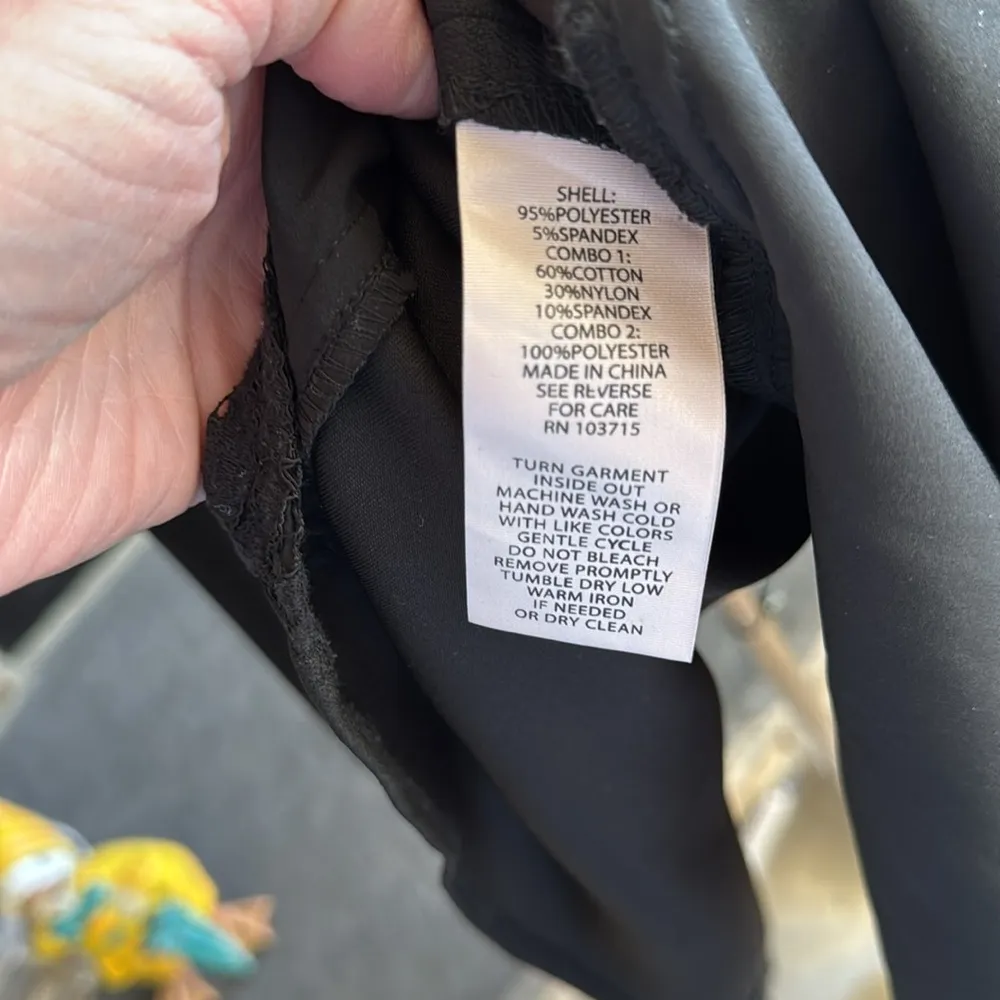 SHELL:
95%POLYESTER
5%SPANDEX
COMBO 1:
60%COTTON
30%NYLON
10%SPANDEX
COMBO 2:
100%POLYESTER
MADE IN CHINA
SEE REVERSE
FOR CARE
RN 103715
TURN GARMENT
INSIDE OUT
MACHINE WASH OR
HAND WASH COLD
WITH LIKE COLORS
GENTLE CYCLE
DO NOT BLEACH
REMOVE PROMPTLY
TUMBLE DRY LOW
WARM IRON
IF NEEDED
OR DRY CLEAN